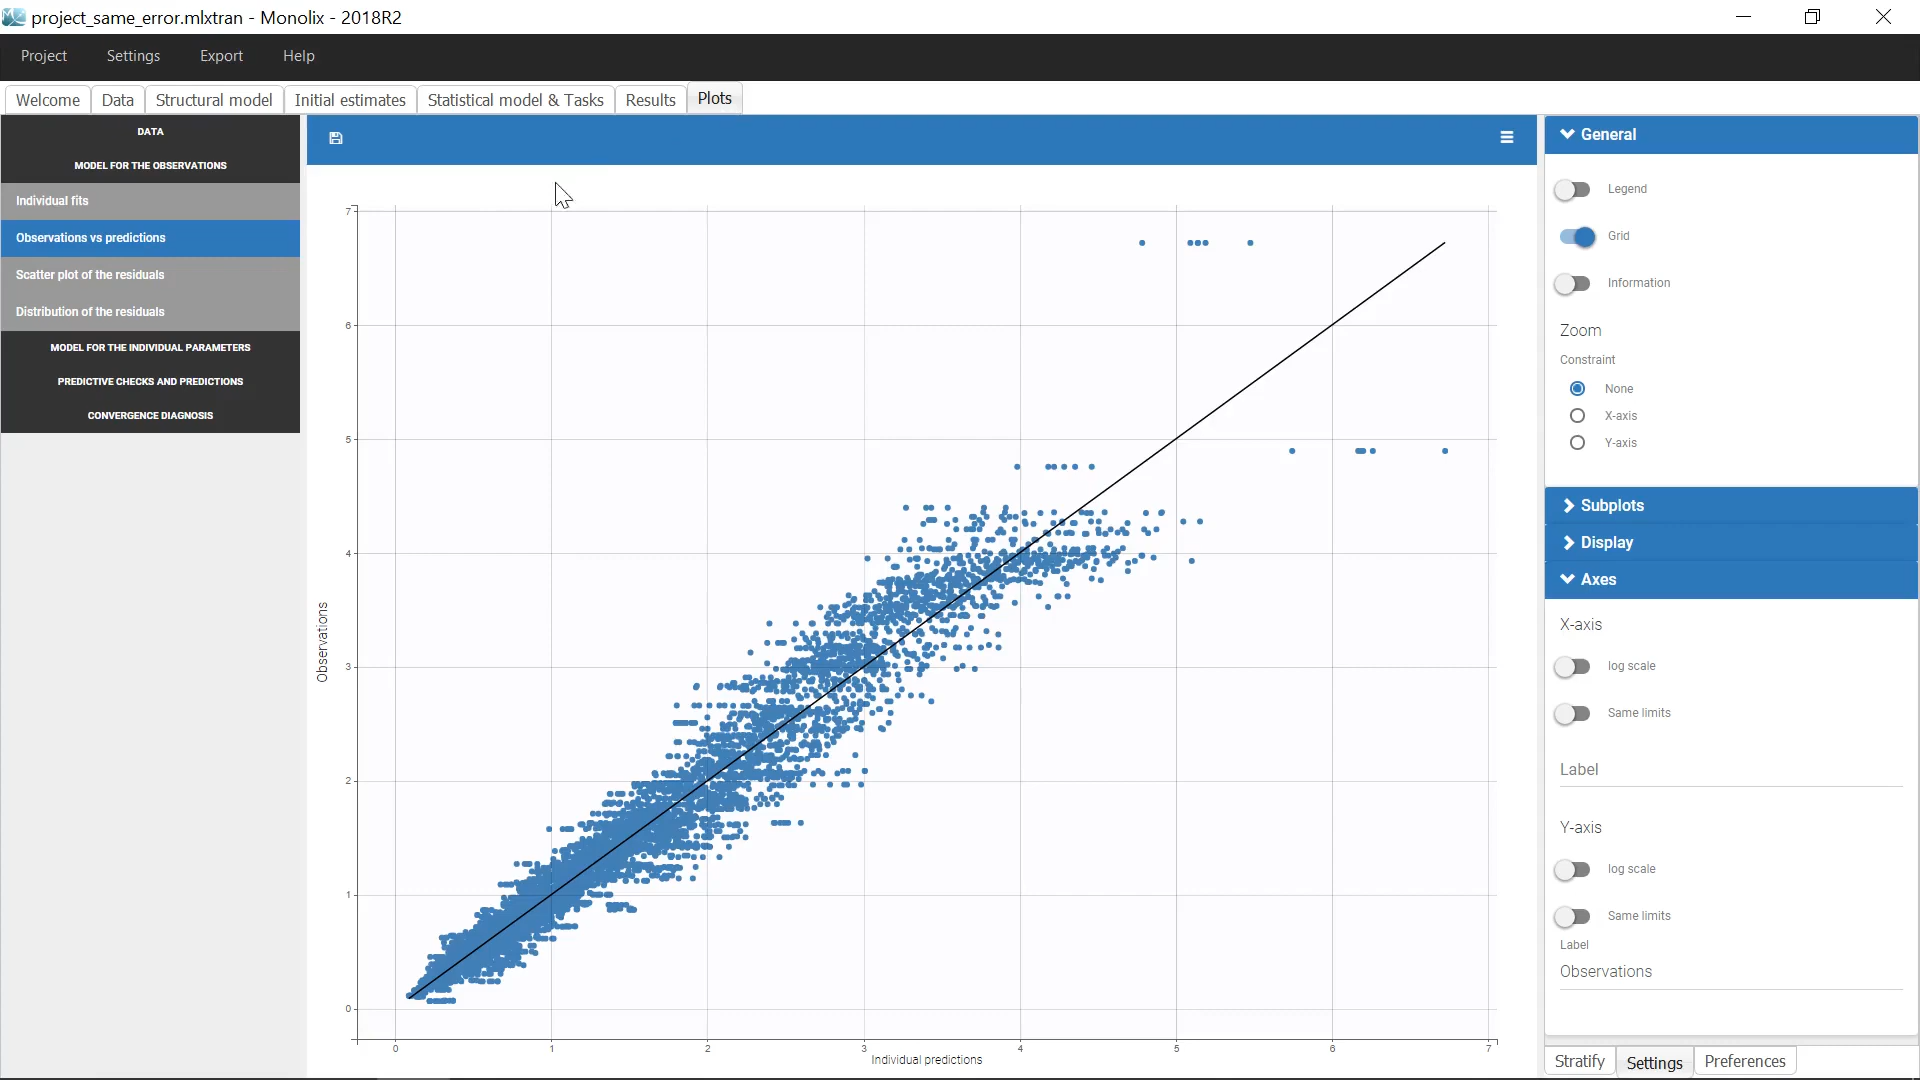 project_same_error.mlxtran - Monolix - 2018R2
Project Settings Export Help
Welcome Data Structural model Initial estimates Statistical model & Tasks Results Plots
DATA
MODEL FOR THE OBSERVATIONS
Individual fits
Observations vs predictions
Scatter plot of the residuals
Distribution of the residuals
MODEL FOR THE INDIVIDUAL PARAMETERS
PREDICTIVE CHECKS AND PREDICTIONS
CONVERGENCE DIAGNOSIS
7
6
5
4
3
2
1
0
Observations
0 1 2 3 4 5 6 7
Individual predictions
General
Legend
Grid
Information
Zoom
Constraint
None
X-axis
Y-axis
Subplots
Display
Axes
X-axis
log scale
Same limits
Label
Y-axis
log scale
Same limits
Label
Observations
Stratify Settings Preferences